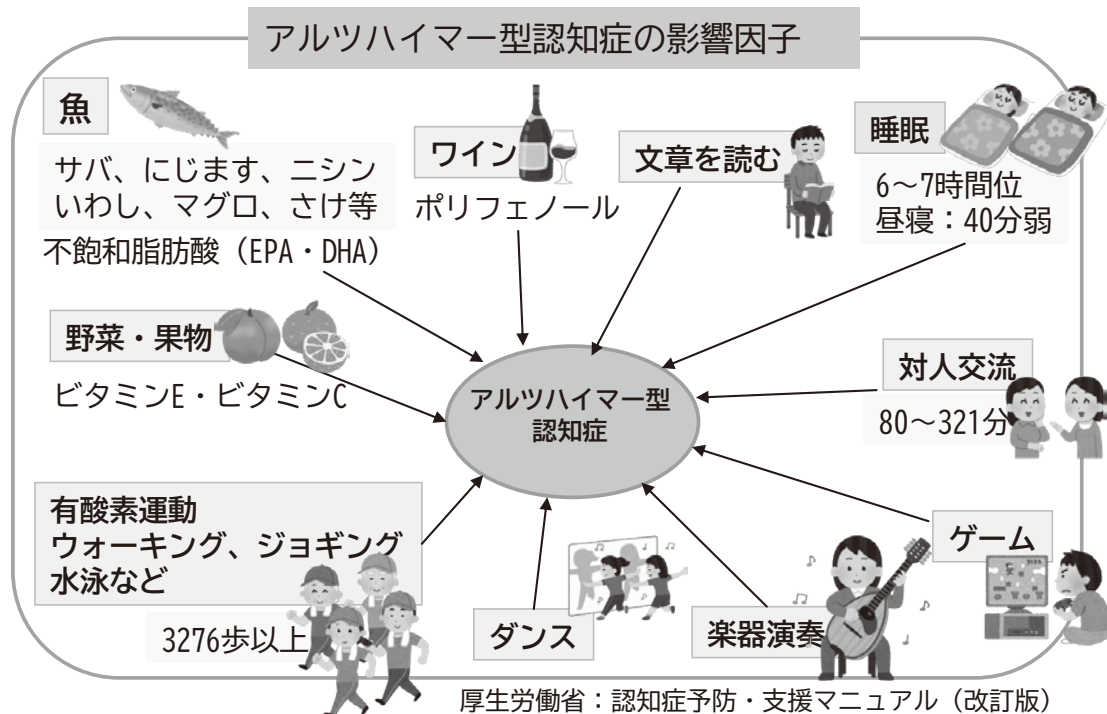 アルツハイマー型認知症の影響因子
魚
サバ、にじます、ニシン
いわし、マグロ、さけ等
不飽和脂肪酸（EPA・DHA）
ワイン
ポリフェノール
文章を読む
睡眠
6～7時間位
昼寝：40分弱
野菜・果物
ビタミンE・ビタミンC
アルツハイマー型
認知症
対人交流
80～321分
有酸素運動
ウォーキング、ジョギング
水泳など
3276歩以上
ダンス
楽器演奏
ゲーム
厚生労働省：認知症予防・支援マニュアル（改訂版）